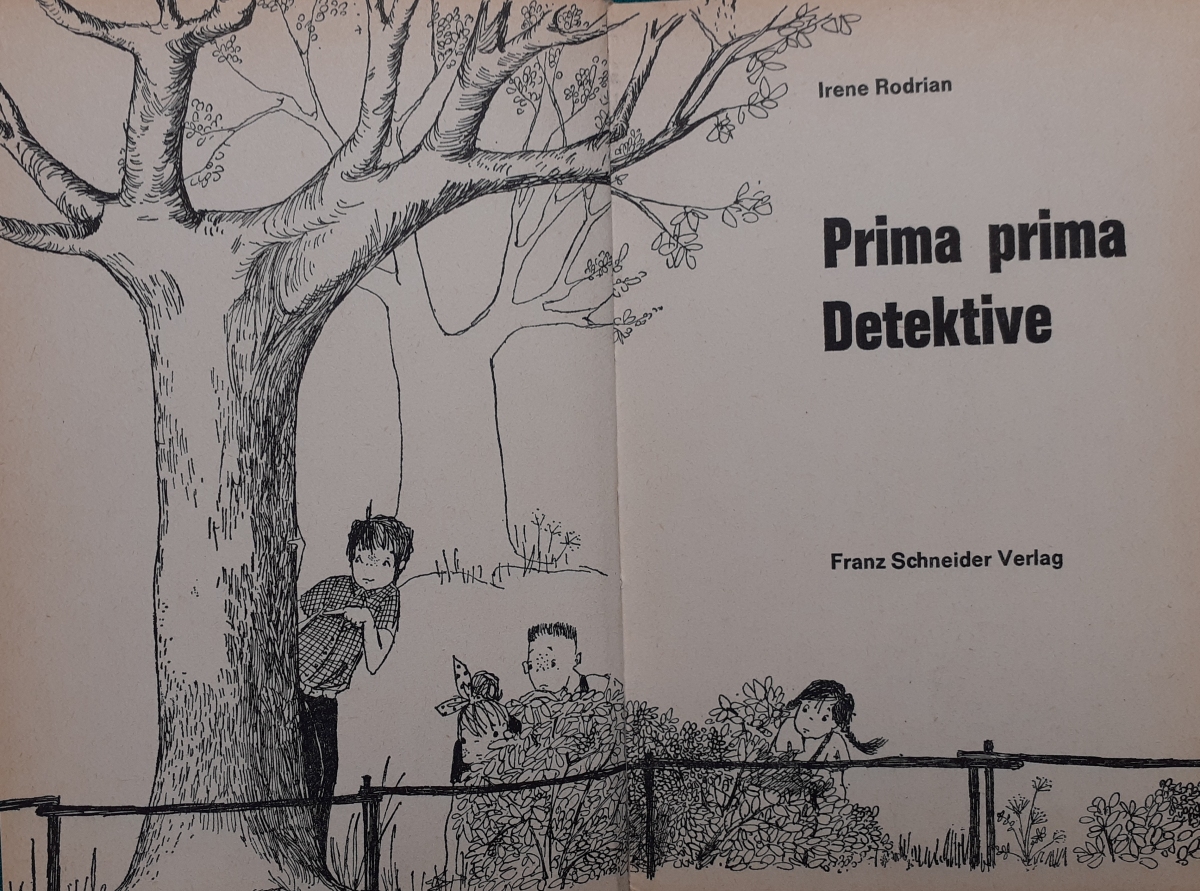 Irene Rodrian
Prima prima
Detektive
Franz Schneider Verlag